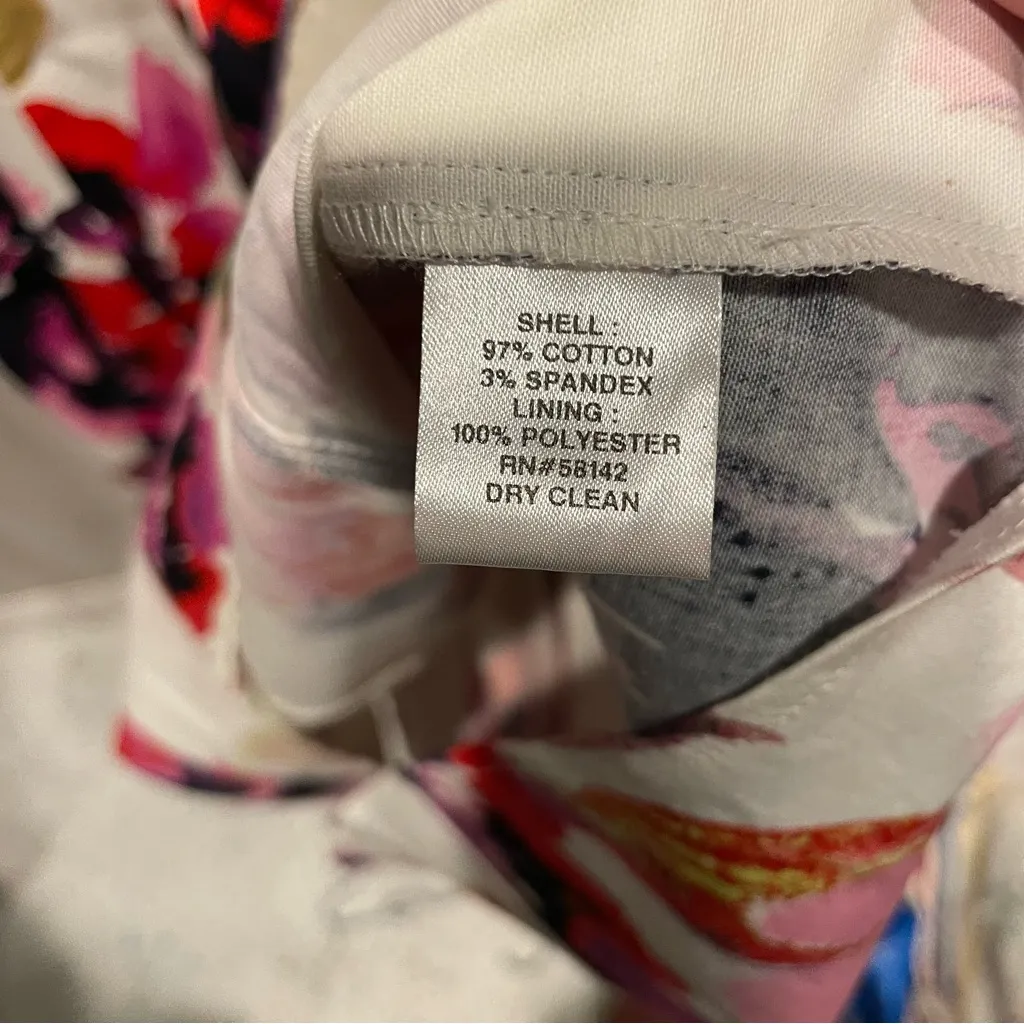 SHELL :
97% COTTON
3% SPANDEX
LINING :
100% POLYESTER
RN#58142
DRY CLEAN